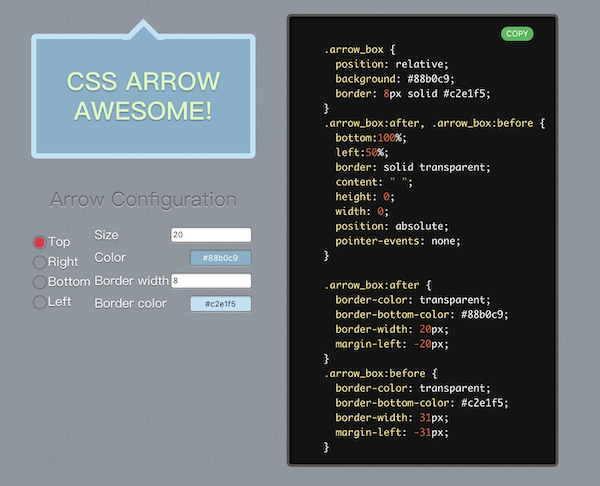 CSS ARROW
AWESOME!
Arrow Configuration
Top
Right
Bottom
Left
Size 20
Color #88b0c9
Border width 8
Border color #c2e1f5
COPY
.arrow_box {
  position: relative;
  background: #88b0c9;
  border: 8px solid #c2e1f5;
}
.arrow_box:after, .arrow_box:before {
  bottom:100%;
  left:50%;
  border: solid transparent;
  content: " ";
  height: 0;
  width: 0;
  position: absolute;
  pointer-events: none;
}

.arrow_box:after {
  border-color: transparent;
  border-bottom-color: #88b0c9;
  border-width: 20px;
  margin-left: -20px;
}
.arrow_box:before {
  border-color: transparent;
  border-bottom-color: #c2e1f5;
  border-width: 31px;
  margin-left: -31px;
}